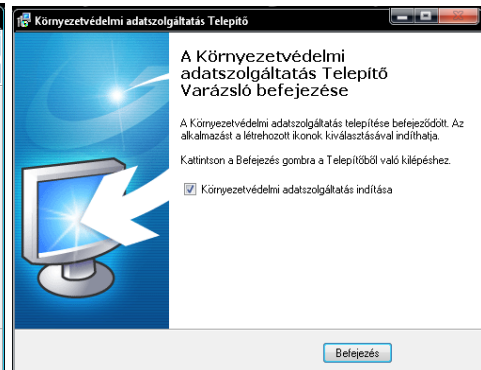 Környezetvédelmi adatszolgáltatás Telepítő
A Környezetvédelmi
adatszolgáltatás Telepítő
Varázsló befejezése
A Környezetvédelmi adatszolgáltatás telepítése befejeződött. Az
alkalmazást a létrehozott ikonok kiválasztásával indíthatja.
Kattintson a Befejezés gombra a Telepítőből való kilépéshez.
Környezetvédelmi adatszolgáltatás indítása
Befejezés